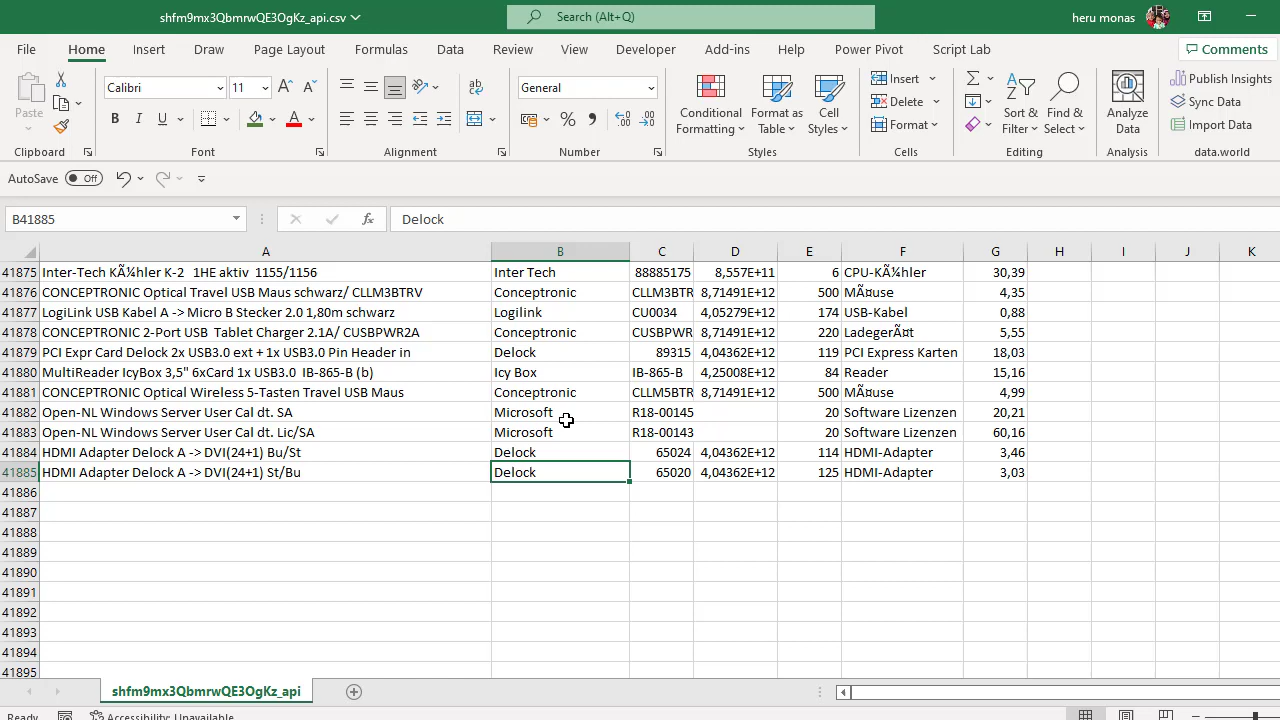 shfm9mx3QbmrwQE3OgKz_api.csv
Search (Alt+Q)
heru monas
File Home Insert Draw Page Layout Formulas Data Review View Developer Add-ins Help Power Pivot Script Lab Comments
Paste
Calibri 11
B I U
General
Conditional Formatting
Format as Table
Cell Styles
Insert
Delete
Format
Sort & Filter
Find & Select
Analyze Data
Publish Insights
Sync Data
Import Data
Clipboard Font Alignment Number Styles Cells Editing Analysis data.world
AutoSave Off
B41885 fx Delock
A B C D E F G H I J K
41875 Inter-Tech KÃ¼hler K-2 1HE aktiv 1155/1156 Inter Tech 88885175 8,557E+11 6 CPU-KÃ¼hler 30,39
41876 CONCEPTRONIC Optical Travel USB Maus schwarz/ CLLM3BTRV Conceptronic CLLM3BTR 8,71491E+12 500 MÃ¤use 4,35
41877 LogiLink USB Kabel A -> Micro B Stecker 2.0 1,80m schwarz Logilink CU0034 4,05279E+12 174 USB-Kabel 0,88
41878 CONCEPTRONIC 2-Port USB Tablet Charger 2.1A/ CUSBPWR2A Conceptronic CUSBPWR 8,71491E+12 220 LadegerÃ¤t 5,55
41879 PCI Expr Card Delock 2x USB3.0 ext + 1x USB3.0 Pin Header in Delock 89315 4,04362E+12 119 PCI Express Karten 18,03
41880 MultiReader IcyBox 3,5" 6xCard 1x USB3.0 IB-865-B (b) Icy Box IB-865-B 4,25008E+12 84 Reader 15,16
41881 CONCEPTRONIC Optical Wireless 5-Tasten Travel USB Maus Conceptronic CLLM5BTR 8,71491E+12 500 MÃ¤use 4,99
41882 Open-NL Windows Server User Cal dt. SA Microsoft R18-00145 20 Software Lizenzen 20,21
41883 Open-NL Windows Server User Cal dt. Lic/SA Microsoft R18-00143 20 Software Lizenzen 60,16
41884 HDMI Adapter Delock A -> DVI(24+1) Bu/St Delock 65024 4,04362E+12 114 HDMI-Adapter 3,46
41885 HDMI Adapter Delock A -> DVI(24+1) St/Bu Delock 65020 4,04362E+12 125 HDMI-Adapter 3,03
41886
41887
41888
41889
41890
41891
41892
41893
41894
41895
shfm9mx3QbmrwQE3OgKz_api
Ready Accessibility: Unavailable